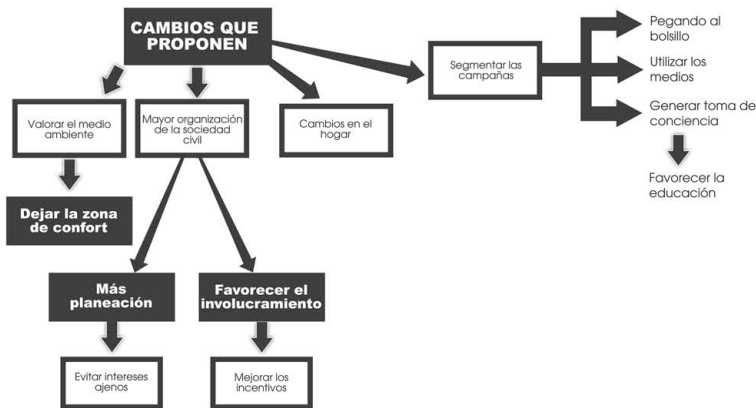 CAMBIOS QUE
PROPONEN
Pegando al
bolsillo
Segmentar las
campañas
Utilizar los
medios
Generar toma de
conciencia
Favorecer la
educación
Valorar el medio
ambiente
Mayor organización
de la sociedad
civil
Cambios en el
hogar
Dejar la zona
de confort
Más
planeación
Favorecer el
involucramiento
Evitar intereses
ajenos
Mejorar los
incentivos